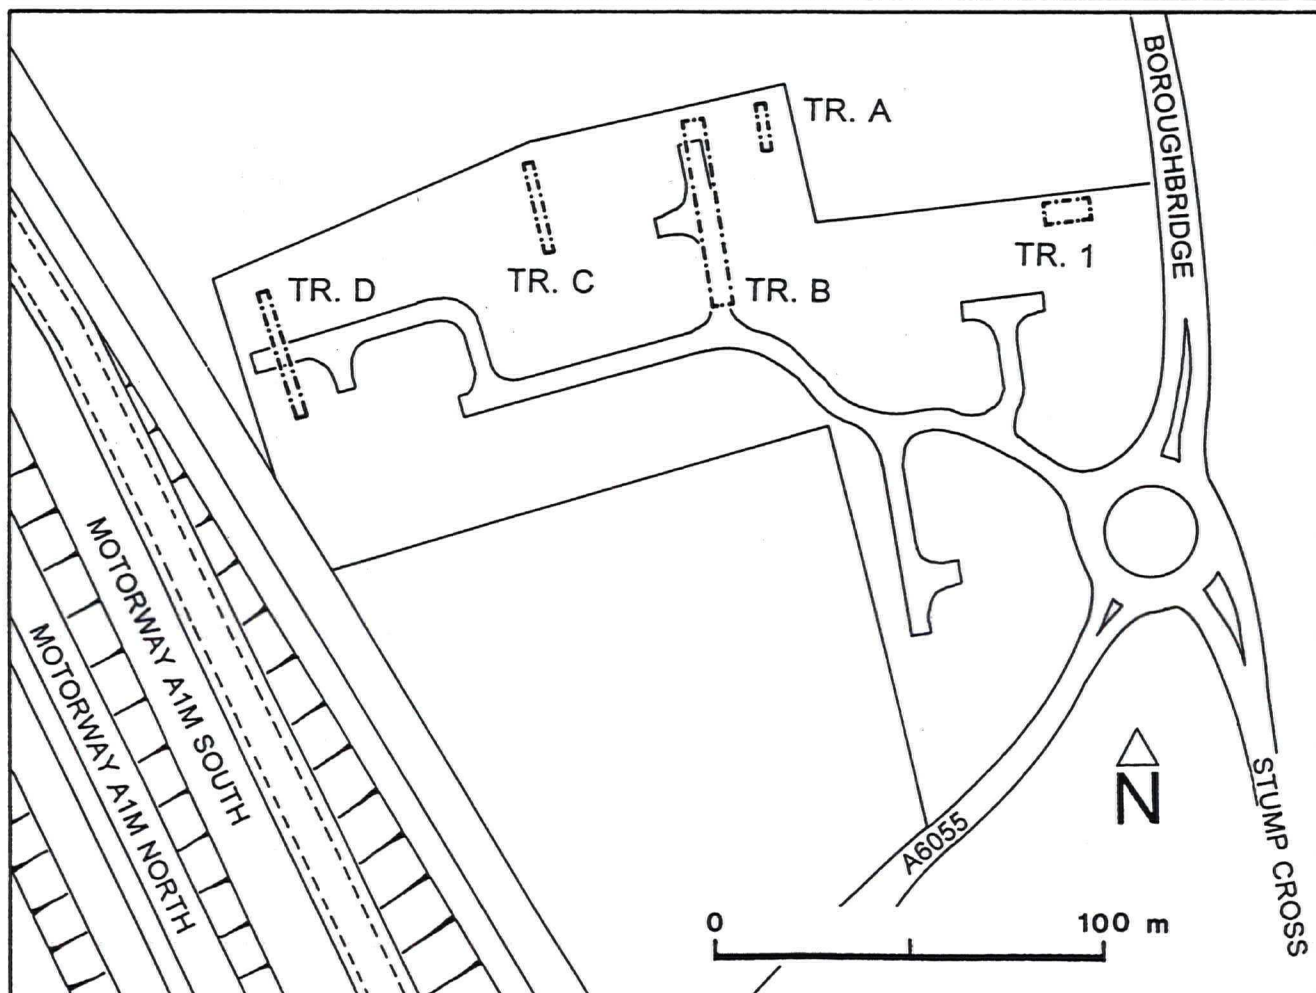 BOROUGHBRIDGE
TR. A
TR. 1
TR. C
TR. B
TR. D
MOTORWAY A1M SOUTH
MOTORWAY A1M NORTH
N
STUMP CROSS
A6055
0 100 m